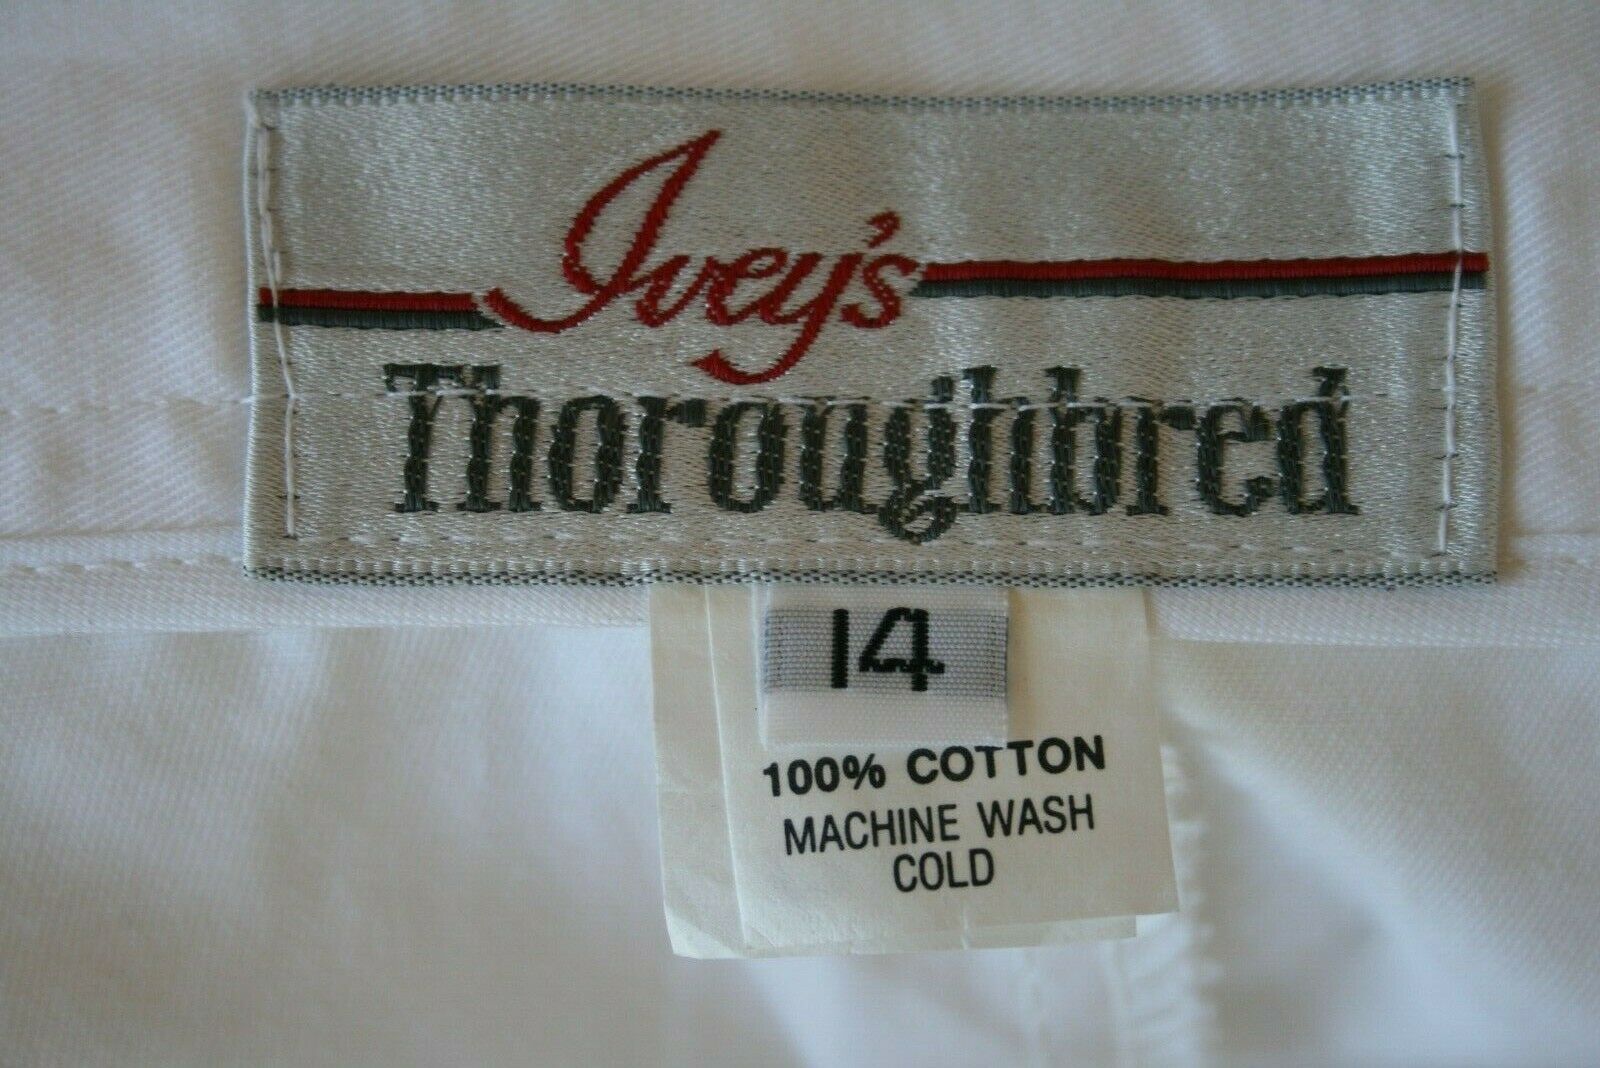 Ivey's
Thoroughbred
14
100% COTTON
MACHINE WASH
COLD